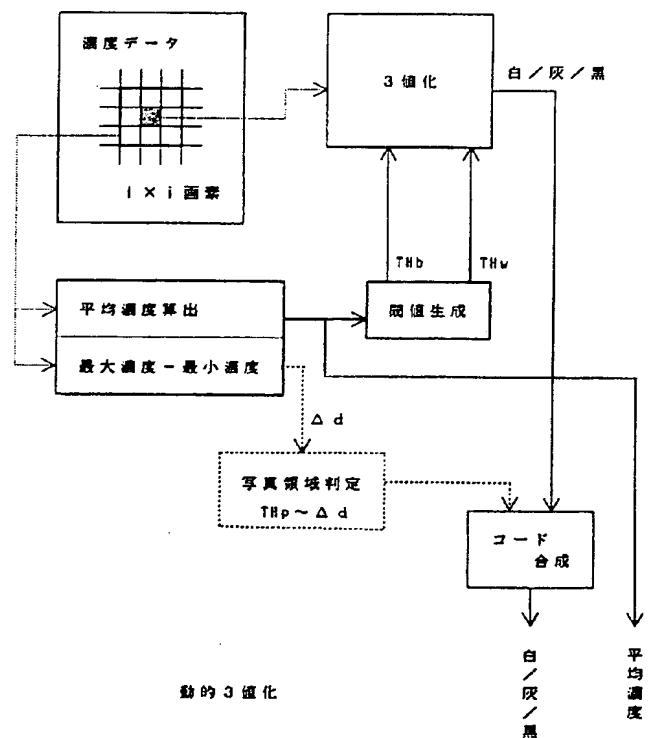 濃度データ
i×i画素
3値化
白/灰/黒
THb
THw
平均濃度算出
最大濃度-最小濃度
閾値生成
Δd
写真領域判定
THp~Δd
コード
合成
白/灰/黒
平均濃度
動的3値化